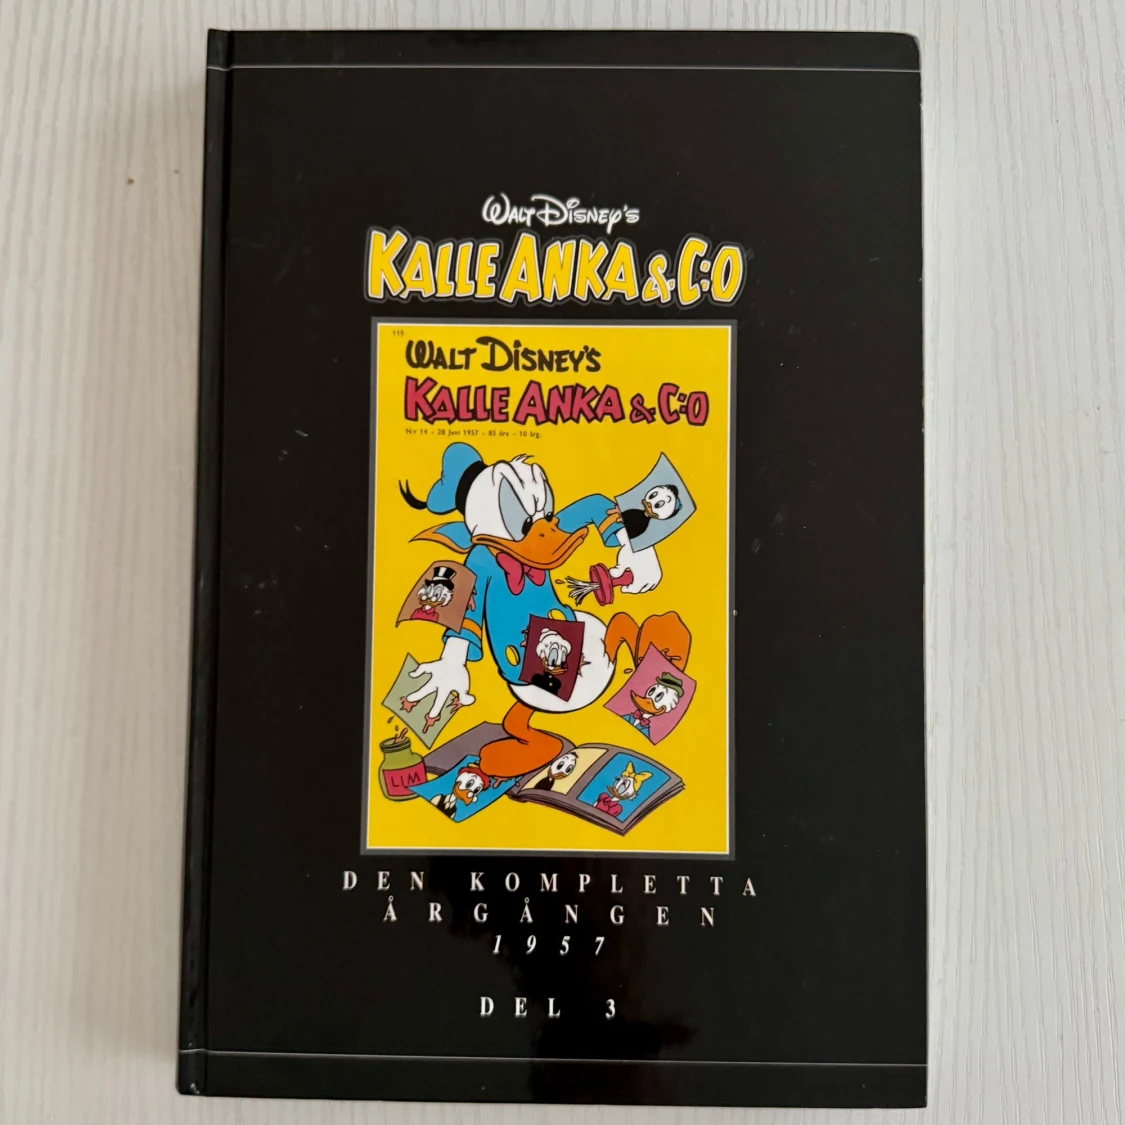 WALT DISNEY'S
KALLE ANKA & C:O
115
WALT DISNEY'S
KALLE ANKA & C:O
Nr 14 - 28 juni 1957 - 85 öre - 10 årg.
LIM
DEN KOMPLETTA
ÅRGÅNGEN
1957
DEL 3